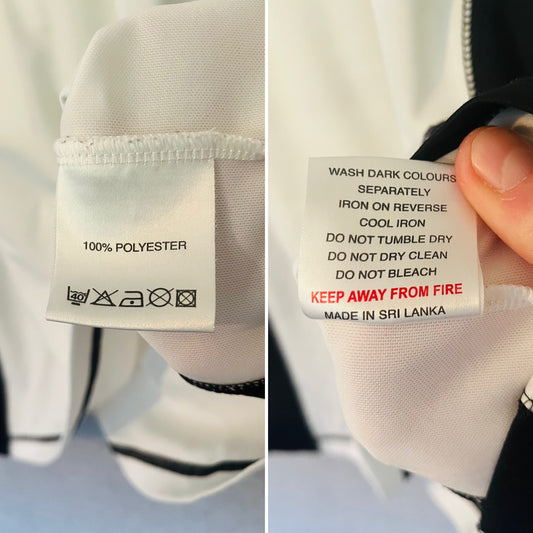 100% POLYESTER
40
WASH DARK COLOURS
SEPARATELY
IRON ON REVERSE
COOL IRON
DO NOT TUMBLE DRY
DO NOT DRY CLEAN
DO NOT BLEACH
KEEP AWAY FROM FIRE
MADE IN SRI LANKA